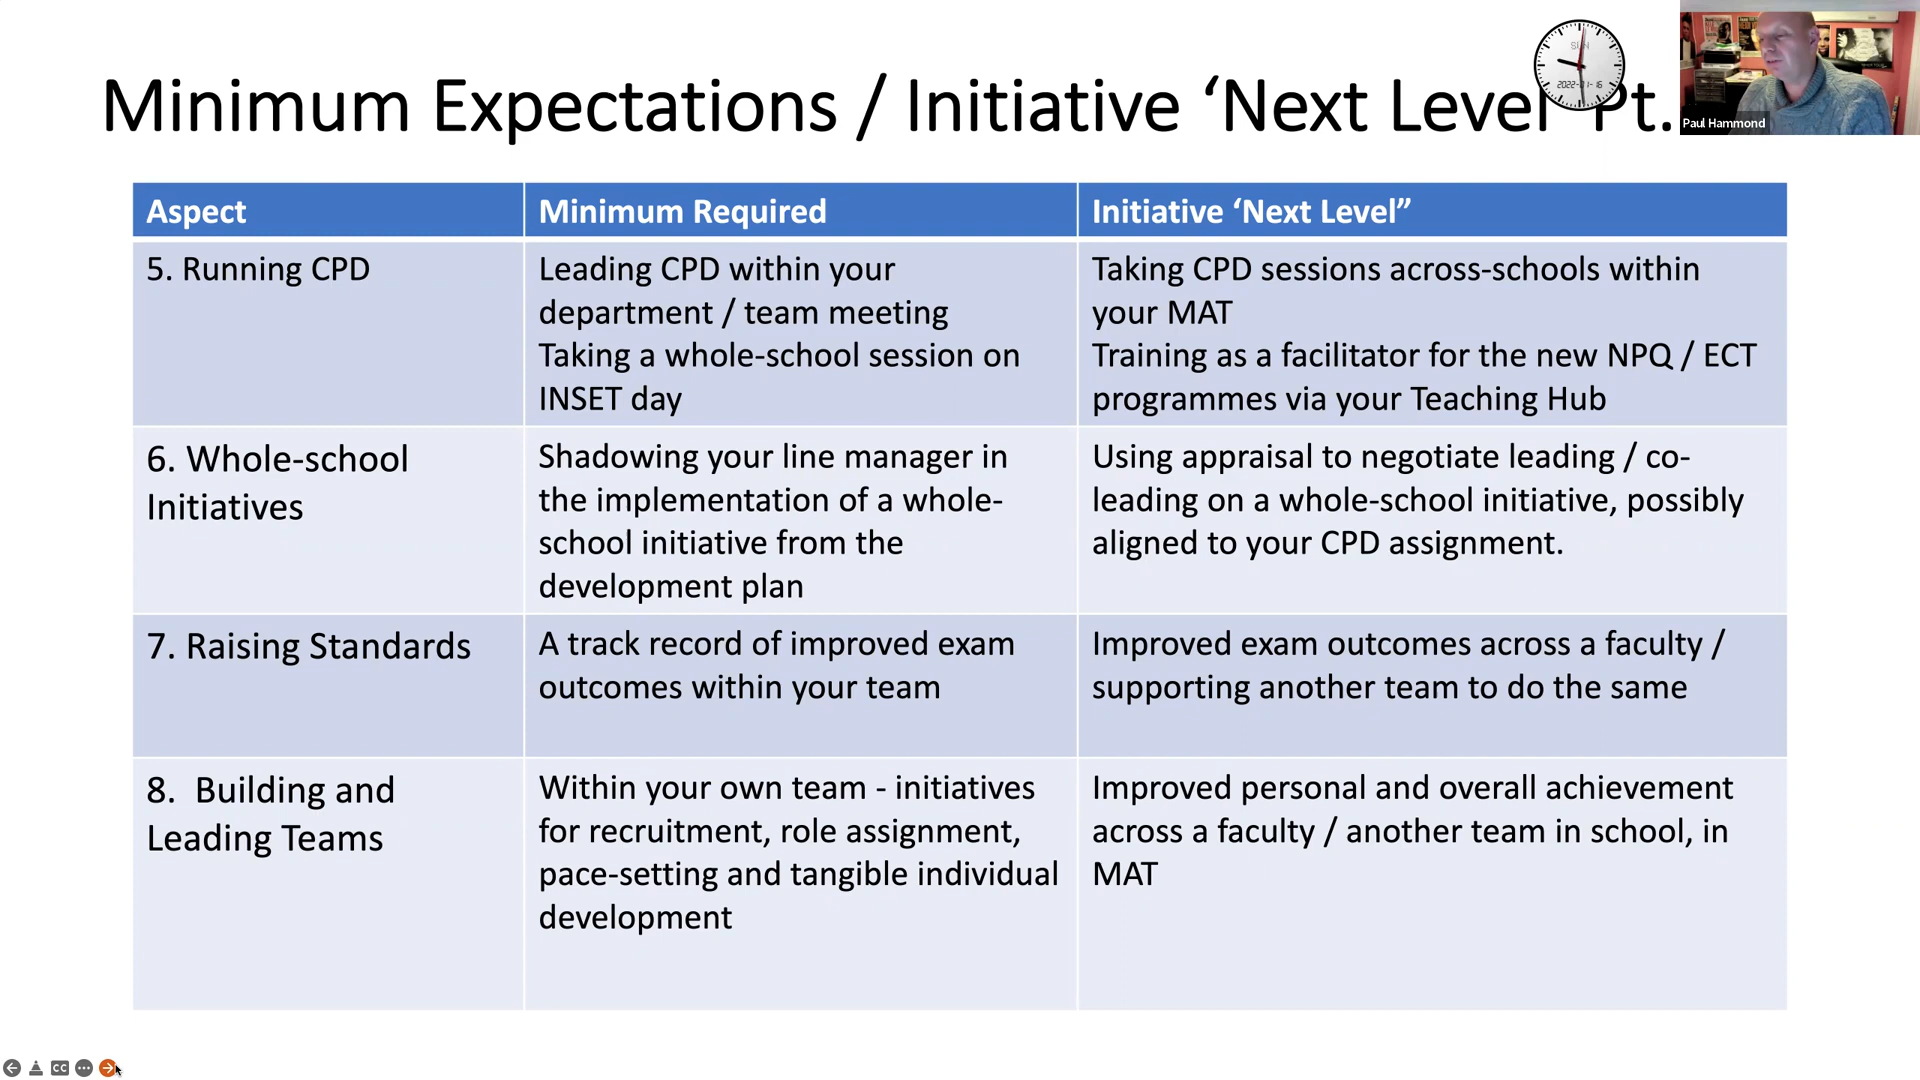 Minimum Expectations / Initiative ‘Next Level’ Pt.
SUN
2022-01-16
Paul Hammond
Aspect
Minimum Required
Initiative ‘Next Level”
5. Running CPD
Leading CPD within your
department / team meeting
Taking a whole-school session on
INSET day
Taking CPD sessions across-schools within
your MAT
Training as a facilitator for the new NPQ / ECT
programmes via your Teaching Hub
6. Whole-school
Initiatives
Shadowing your line manager in
the implementation of a whole-
school initiative from the
development plan
Using appraisal to negotiate leading / co-
leading on a whole-school initiative, possibly
aligned to your CPD assignment.
7. Raising Standards
A track record of improved exam
outcomes within your team
Improved exam outcomes across a faculty /
supporting another team to do the same
8.  Building and
Leading Teams
Within your own team - initiatives
for recruitment, role assignment,
pace-setting and tangible individual
development
Improved personal and overall achievement
across a faculty / another team in school, in
MAT
CC